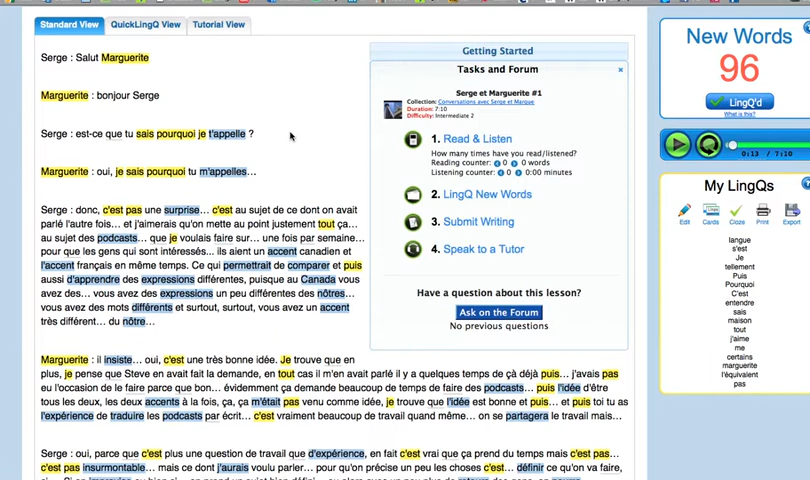 Standard View
QuickLingQ View
Tutorial View
Serge : Salut Marguerite
Marguerite : bonjour Serge
Serge : est-ce que tu sais pourquoi je t'appelle ?
Marguerite : oui, je sais pourquoi tu m'appelles...
Serge : donc, c'est pas une surprise... c'est au sujet de ce dont on avait
parlé l'autre fois... et j'aimerais qu'on mette au point justement tout ça...
au sujet des podcasts... que je voulais faire sur... une fois par semaine...
pour que les gens qui sont intéressés... ils aient un accent canadien et
l'accent français en même temps. Ce qui permettrait de comparer et puis
aussi d'apprendre des expressions différentes, puisque au Canada vous
avez des... vous avez des expressions un peu différentes des nôtres...
vous avez des mots différents et surtout, surtout, vous avez un accent
très différent... du nôtre...
Marguerite : il insiste... oui, c'est une très bonne idée. Je trouve que en
plus, je pense que Steve en avait fait la demande, en tout cas il m'en avait parlé il y a quelques temps de çà déjà puis... j'avais pas
eu l'occasion de le faire parce que bon... évidemment ça demande beaucoup de temps de faire des podcasts... puis l'idée d'être
tous les deux, les deux accents à la fois, ça, ça m'était pas venu comme idée, je trouve que l'idée est bonne et puis... et puis toi tu as
l'expérience de traduire les podcasts par écrit... c'est vraiment beaucoup de travail quand même... on se partagera le travail mais...
Serge : oui, parce que c'est plus une question de travail que d'expérience, en fait c'est vrai que ça prend du temps mais c'est pas...
c'est pas insurmontable... mais ce dont j'aurais voulu parler... pour qu'on précise un peu les choses c'est... définir ce qu'on va faire,
Getting Started
Tasks and Forum
Serge et Marguerite #1
Collection: Conversations avec Serge et Marque
Duration: 7:10
Difficulty: Intermediate 2
1. Read & Listen
How many times have you read/listened?
Reading counter: 0 0 words
Listening counter: 0 0:00 minutes
2. LingQ New Words
3. Submit Writing
4. Speak to a Tutor
Have a question about this lesson?
Ask on the Forum
No previous questions
New Words
96
LingQ'd
What is this?
0:13 / 7:10
My LingQs
Edit Cards Cloze Print Export
langue
s'est
Je
tellement
Puis
Pourquoi
C'est
entendre
sais
maison
tout
j'aime
me
certains
marguerite
l'équivalent
pas